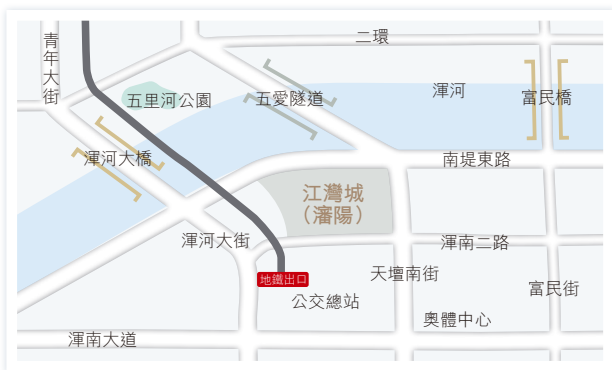 二環
青年大街
渾河
五里河公園
五愛隧道
富民橋
渾河大橋
南堤東路
江灣城
（瀋陽）
渾河大街
渾南二路
地鐵出口
天壇南街
富民街
公交總站
奧體中心
渾南大道